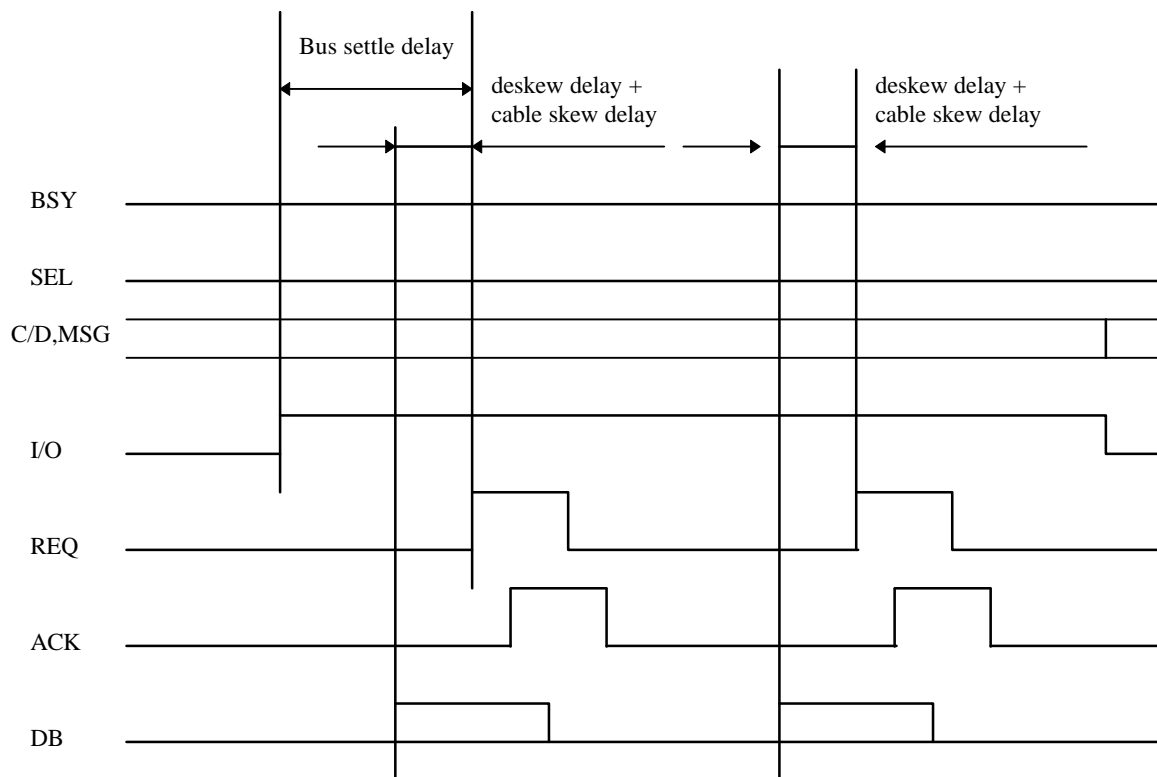 Bus settle delay
deskew delay +
cable skew delay
deskew delay +
cable skew delay
BSY
SEL
C/D,MSG
I/O
REQ
ACK
DB